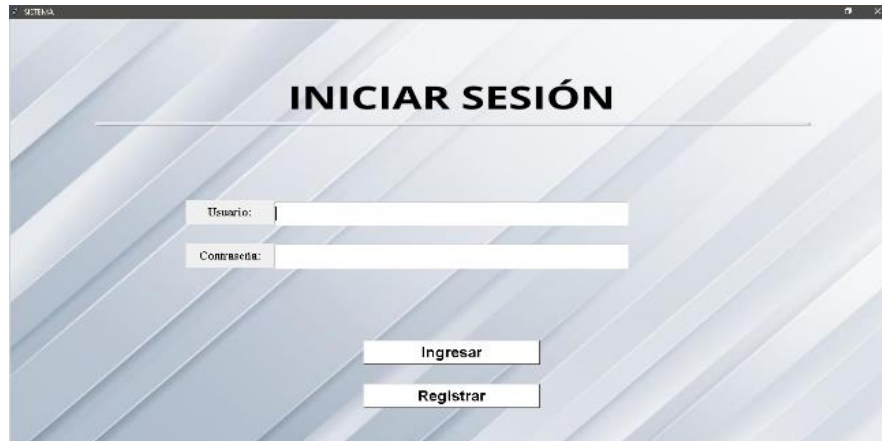 SISTEMA
INICIAR SESIÓN
Usuario:
Contraseña:
Ingresar
Registrar